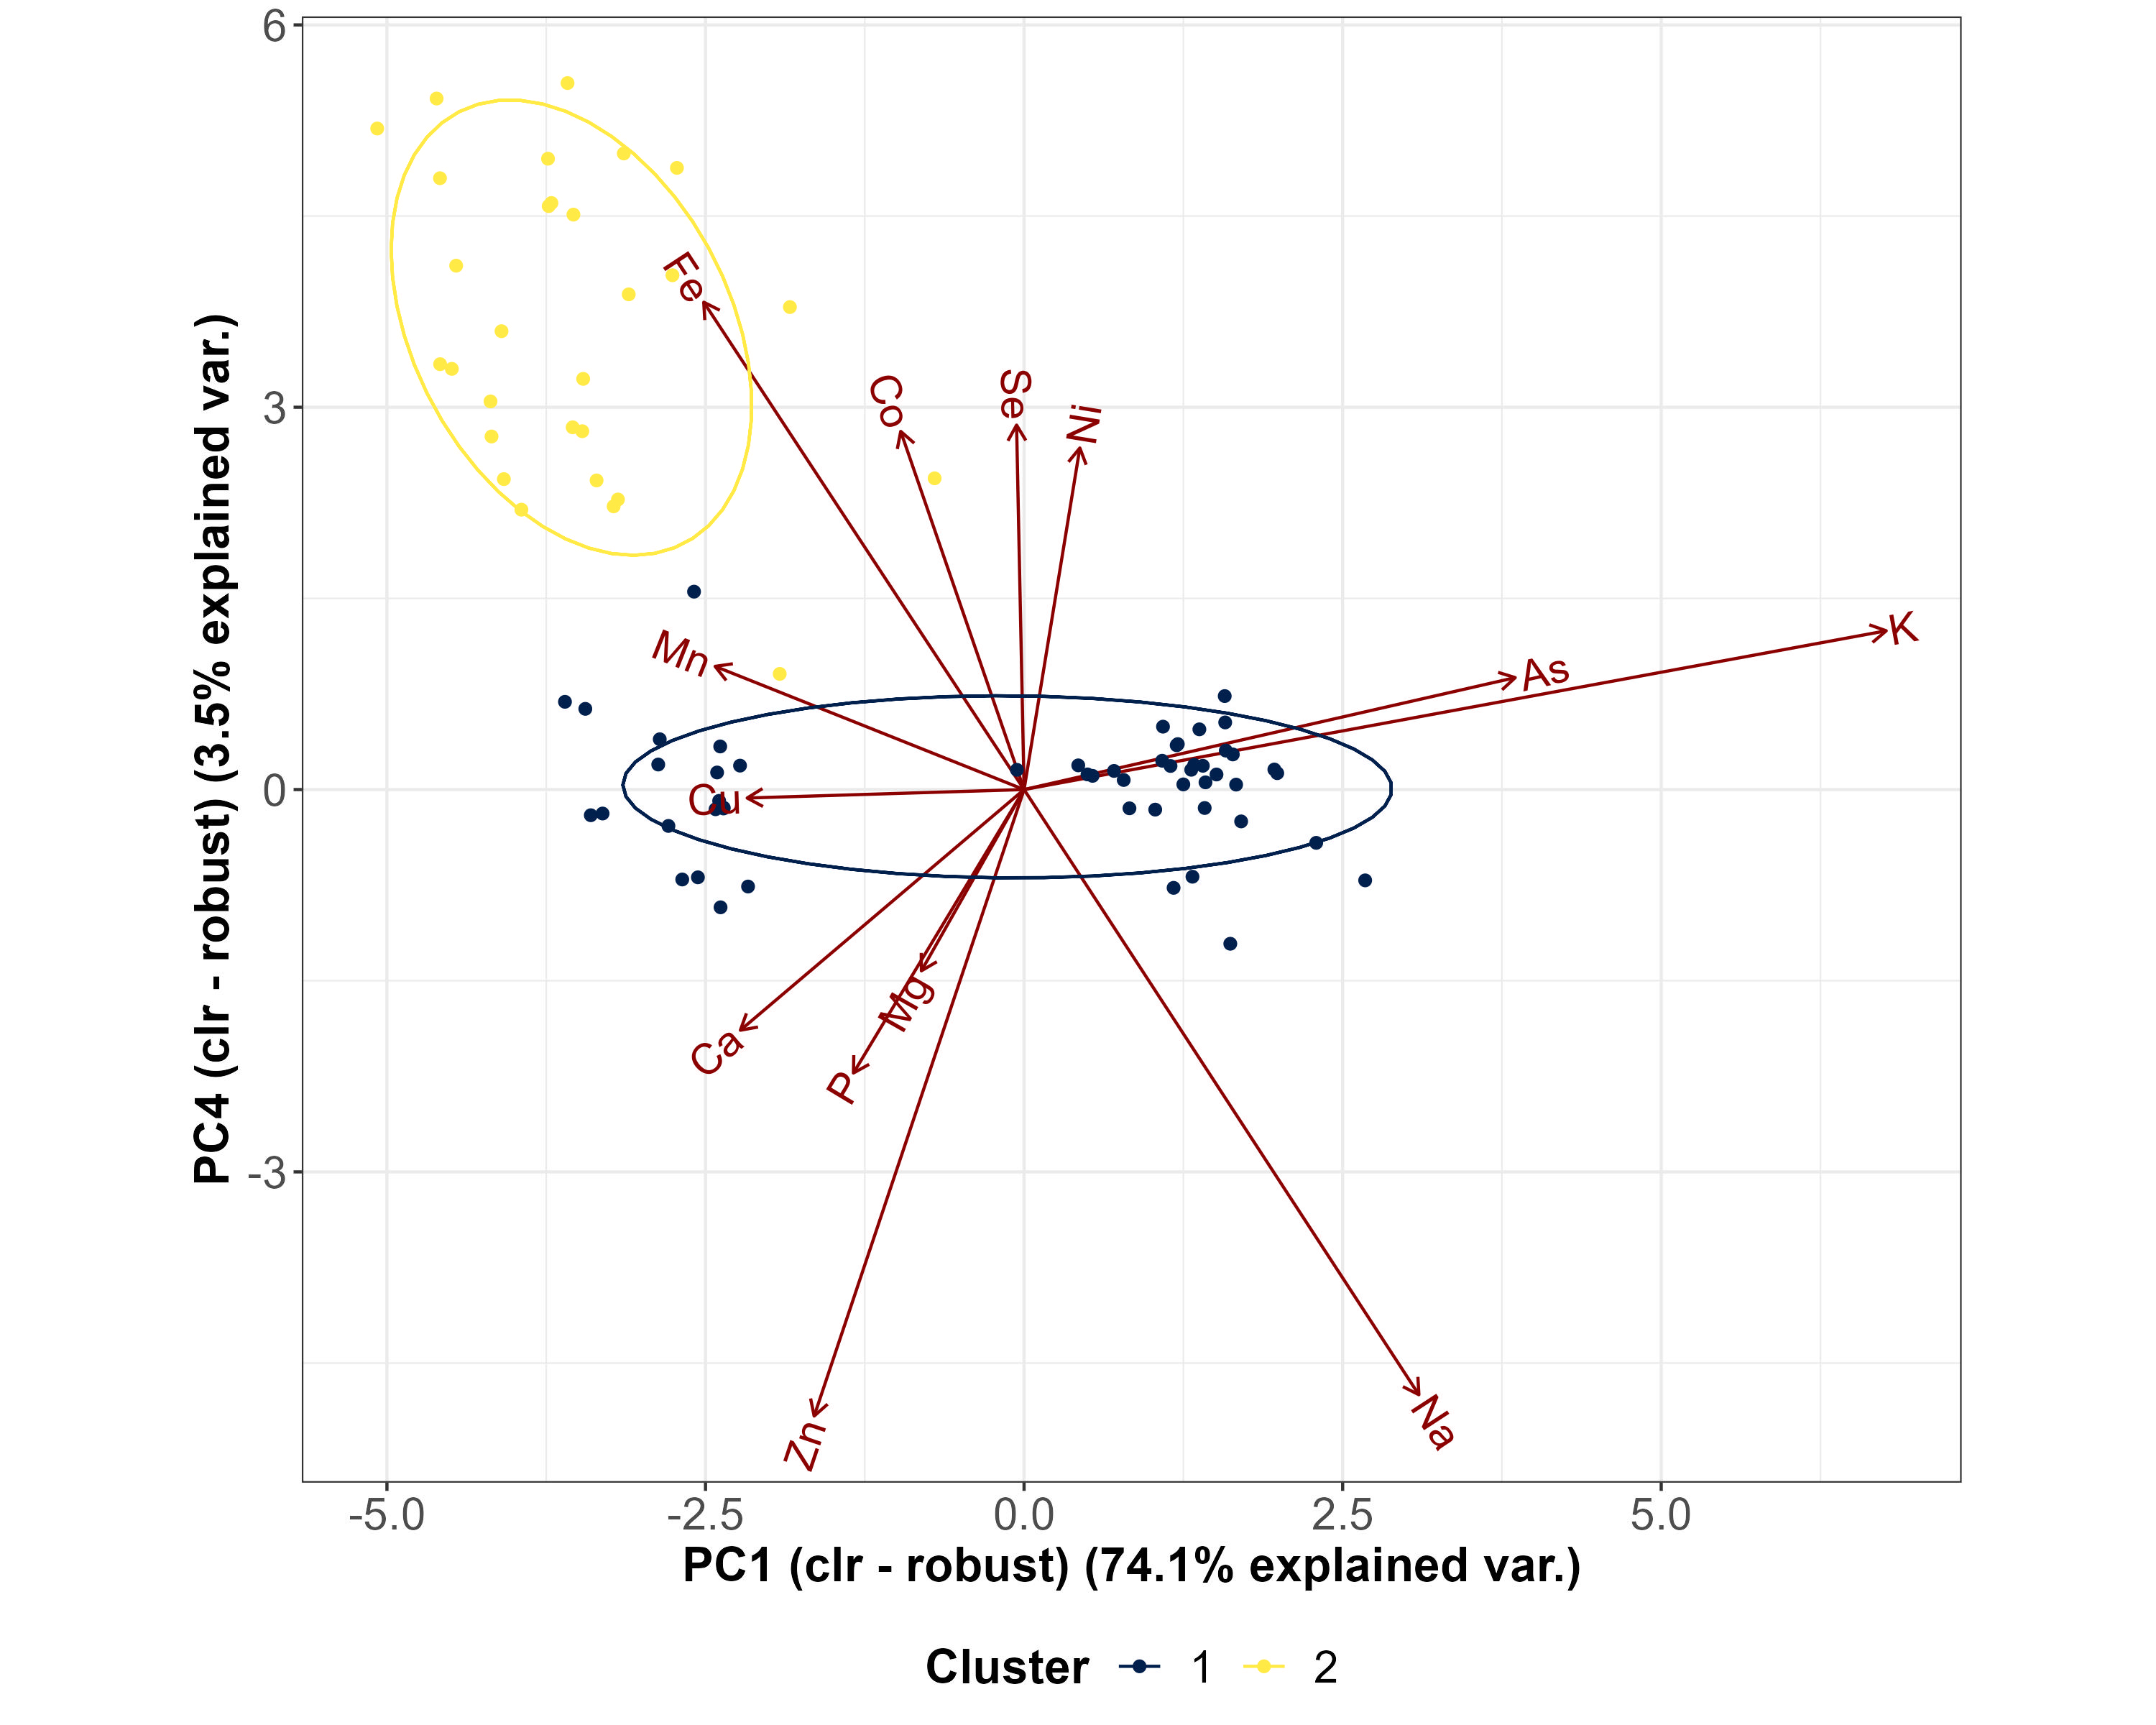 6
3
0
-3
PC4 (clr - robust) (3.5% explained var.)
Fe
Co
Se
Ni
K
As
Mn
Cu
Mg
Ca
P
Zn
Na
-5.0 -2.5 0.0 2.5 5.0
PC1 (clr - robust) (74.1% explained var.)
Cluster 1 2